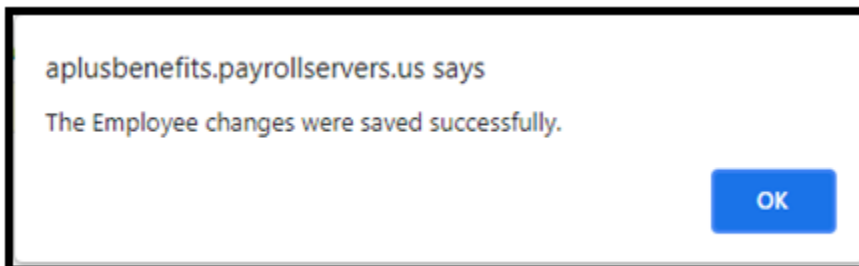 aplusbenefits.payrollservers.us says
The Employee changes were saved successfully.
OK